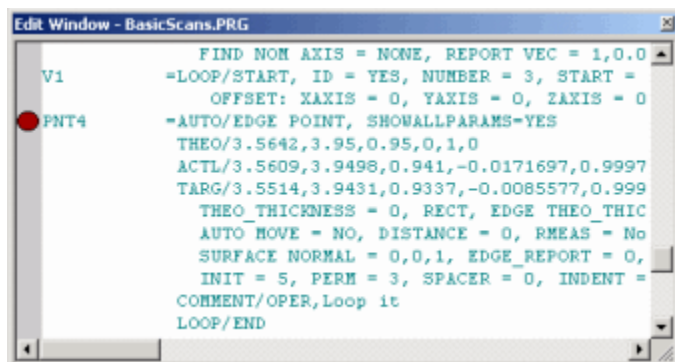 Edit Window - BasicScans.PRG
FIND NOM AXIS = NONE, REPORT VEC = 1,0.0
V1 =LOOP/START, ID = YES, NUMBER = 3, START =
OFFSET: XAXIS = 0, YAXIS = 0, ZAXIS = 0
PNT4 =AUTO/EDGE POINT, SHOWALLPARAMS=YES
THEO/3.5642,3.95,0.95,0,1,0
ACTL/3.5609,3.9498,0.941,-0.0171697,0.9997
TARG/3.5514,3.9431,0.9337,-0.0085577,0.999
THEO_THICKNESS = 0, RECT, EDGE THEO_THIC
AUTO MOVE = NO, DISTANCE = 0, RMEAS = No
SURFACE NORMAL = 0,0,1, EDGE_REPORT = 0,
INIT = 5, PERM = 3, SPACER = 0, INDENT =
COMMENT/OPER,Loop it
LOOP/END